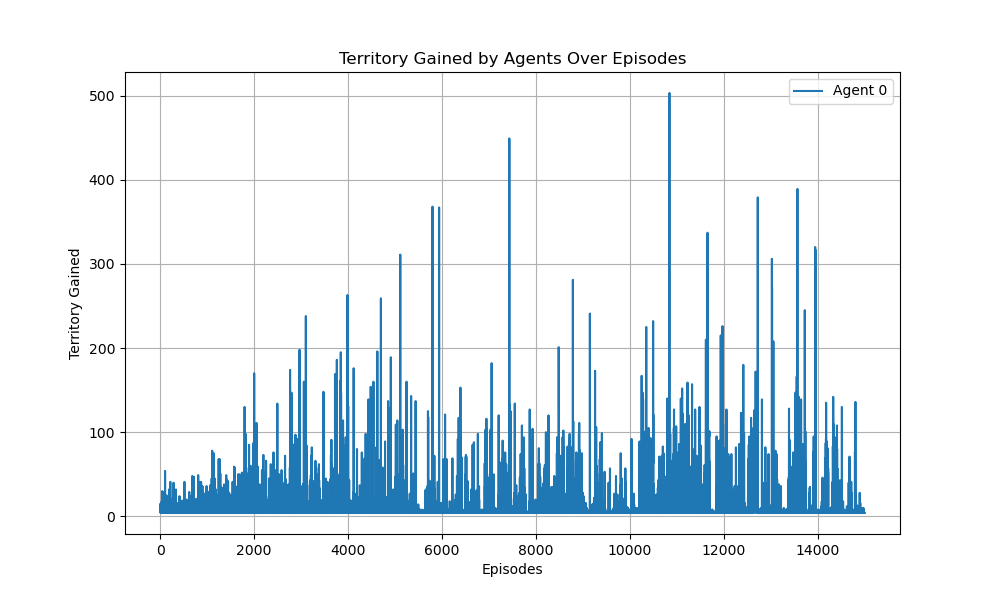 Territory Gained by Agents Over Episodes
Agent 0
Territory Gained
500
400
300
200
100
0
0 2000 4000 6000 8000 10000 12000 14000
Episodes